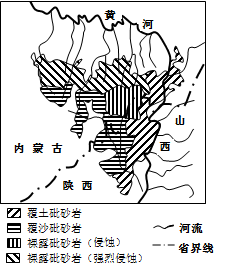 黄
河
内 蒙 古
山
西
陕 西
覆土砒砂岩
覆沙砒砂岩
河流
裸露砒砂岩（侵蚀）
省界线
裸露砒砂岩（强烈侵蚀）